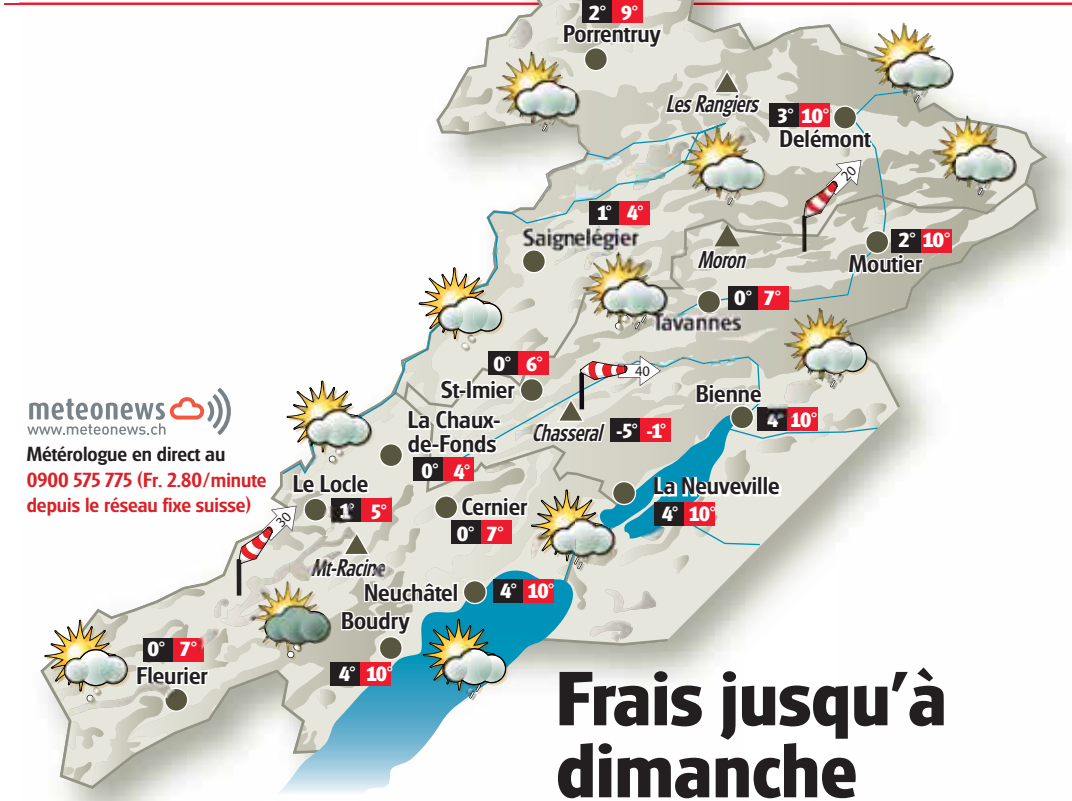 2° 9°
Porrentruy
Les Rangiers
3° 10°
Delémont
20
1° 4°
Saignelégier
Moron
2° 10°
Moutier
0° 7°
Tavannes
0° 6°
St-Imier
40
Bienne
4° 10°
Chasseral -5° -1°
La Chaux-
de-Fonds
0° 4°
meteonews
www.meteonews.ch
Météorologue en direct au
0900 575 775 (Fr. 2.80/minute
depuis le réseau fixe suisse)
Le Locle
1° 5°
Cernier
0° 7°
La Neuveville
4° 10°
30
Mt-Racine
Neuchâtel 4° 10°
Boudry
4° 10°
0° 7°
Fleurier
Frais jusqu'à
dimanche